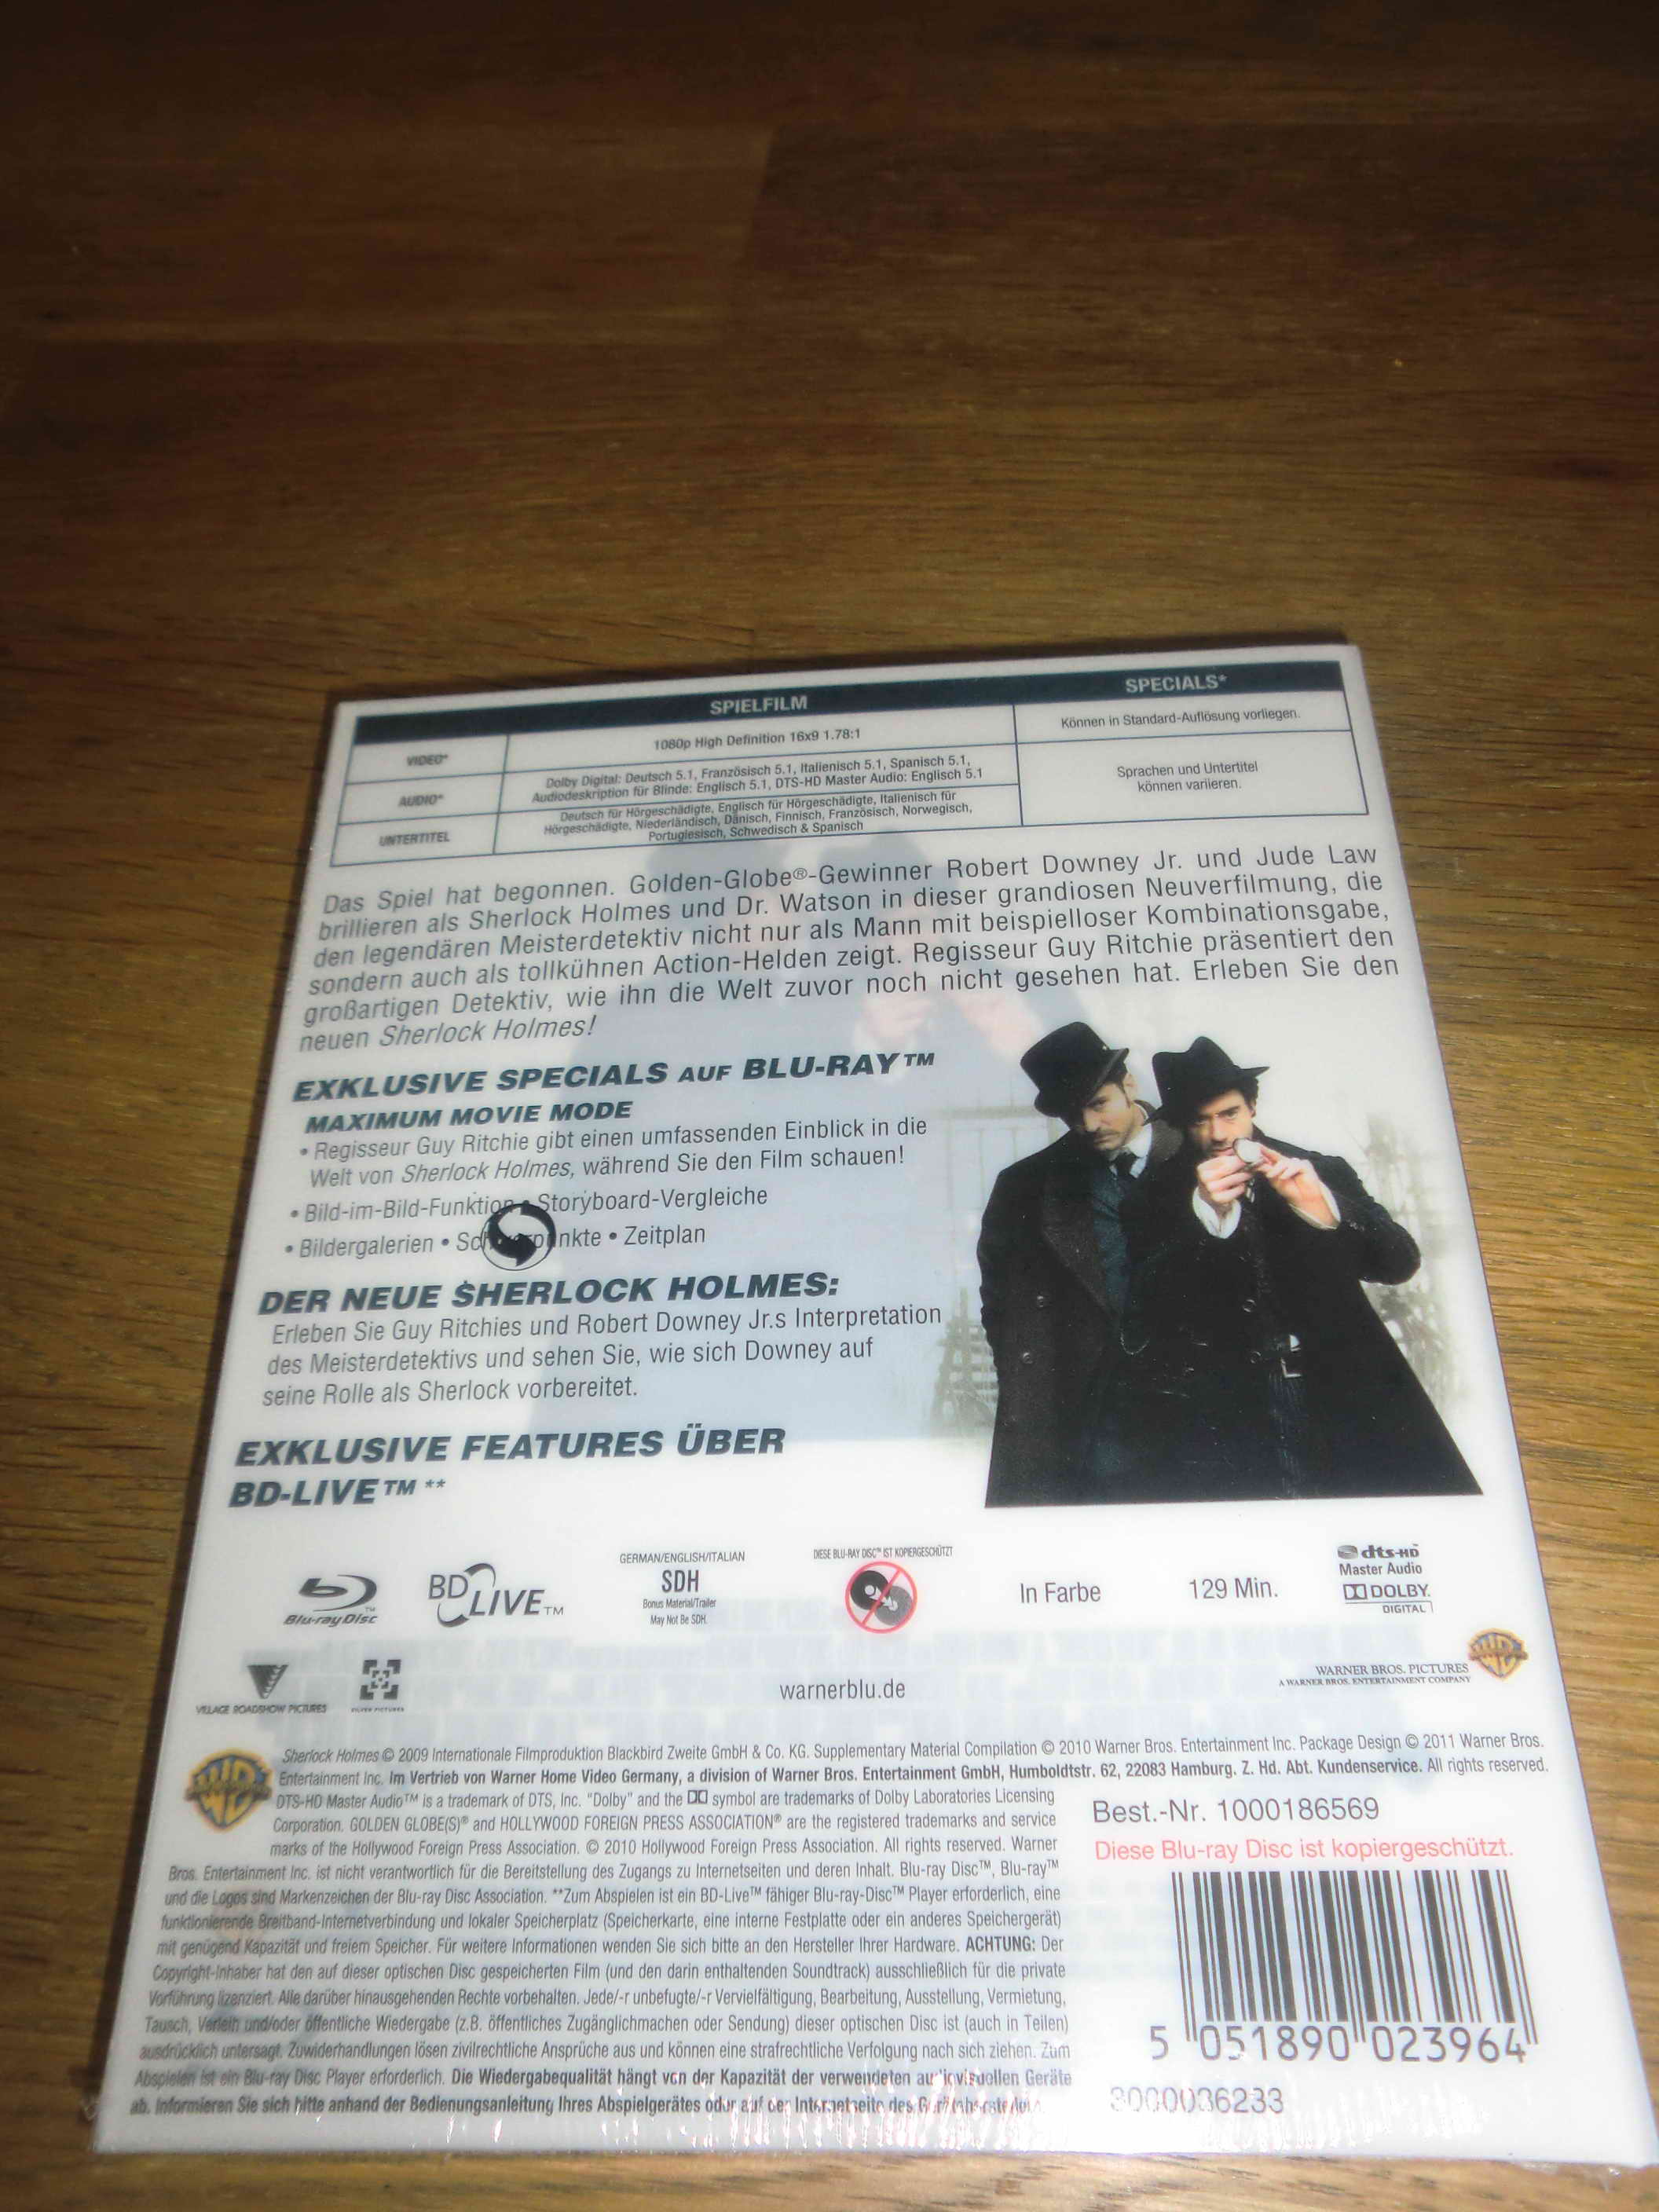 SPIELFILM SPECIALS*
VIDEO* 1080p High Definition 16x9 1.78:1 Können in Standard-Auflösung vorliegen.
AUDIO* Dolby Digital: Deutsch 5.1, Französisch 5.1, Italienisch 5.1, Spanisch 5.1,
Audiodeskription für Blinde: Englisch 5.1, DTS-HD Master Audio: Englisch 5.1
Sprachen und Untertitel
können variieren.
UNTERTITEL Deutsch für Hörgeschädigte, Englisch für Hörgeschädigte, Italienisch für
Hörgeschädigte, Niederländisch, Dänisch, Finnisch, Französisch, Norwegisch,
Portugiesisch, Schwedisch & Spanisch
Das Spiel hat begonnen. Golden-Globe®-Gewinner Robert Downey Jr. und Jude Law
brillieren als Sherlock Holmes und Dr. Watson in dieser grandiosen Neuverfilmung, die
den legendären Meisterdetektiv nicht nur als Mann mit beispielloser Kombinationsgabe,
sondern auch als tollkühnen Action-Helden zeigt. Regisseur Guy Ritchie präsentiert den
großartigen Detektiv, wie ihn die Welt zuvor noch nicht gesehen hat. Erleben Sie den
neuen Sherlock Holmes!
EXKLUSIVE SPECIALS AUF BLU-RAY™
MAXIMUM MOVIE MODE
• Regisseur Guy Ritchie gibt einen umfassenden Einblick in die
Welt von Sherlock Holmes, während Sie den Film schauen!
• Bild-im-Bild-Funktion • Storyboard-Vergleiche
• Bildergalerien • Schwerpunkte • Zeitplan
DER NEUE SHERLOCK HOLMES:
Erleben Sie Guy Ritchies und Robert Downey Jr.s Interpretation
des Meisterdetektivs und sehen Sie, wie sich Downey auf
seine Rolle als Sherlock vorbereitet.
EXKLUSIVE FEATURES ÜBER
BD-LIVE™ **
Blu-ray Disc™
BD LIVE™
GERMAN/ENGLISH/ITALIAN
SDH
Bonus Material/Trailer
May Not Be SDH.
DIESE BLU-RAY DISC™ IST KOPIERGESCHÜTZT
In Farbe
129 Min.
dts-HD
Master Audio
DOLBY
DIGITAL
VILLAGE ROADSHOW PICTURES
SILVER PICTURES
warnerblu.de
WARNER BROS. PICTURES
A WARNER BROS. ENTERTAINMENT COMPANY
Sherlock Holmes © 2009 Internationale Filmproduktion Blackbird Zweite GmbH & Co. KG. Supplementary Material Compilation © 2010 Warner Bros. Entertainment Inc. Package Design © 2011 Warner Bros.
Entertainment Inc. Im Vertrieb von Warner Home Video Germany, a division of Warner Bros. Entertainment GmbH, Humboldtstr. 62, 22083 Hamburg. Z. Hd. Abt. Kundenservice. All rights reserved.
DTS-HD Master Audio™ is a trademark of DTS, Inc. "Dolby" and the symbol are trademarks of Dolby Laboratories Licensing
Corporation. GOLDEN GLOBE(S)® and HOLLYWOOD FOREIGN PRESS ASSOCIATION® are the registered trademarks and service
marks of the Hollywood Foreign Press Association. © 2010 Hollywood Foreign Press Association. All rights reserved. Warner
Bros. Entertainment Inc. ist nicht verantwortlich für die Bereitstellung des Zugangs zu Internetseiten und deren Inhalt. Blu-ray Disc™, Blu-ray™
und die Logos sind Markenzeichen der Blu-ray Disc Association. **Zum Abspielen ist ein BD-Live™ fähiger Blu-ray-Disc™ Player erforderlich, eine
funktionierende Breitband-Internetverbindung und lokaler Speicherplatz (Speicherkarte, eine interne Festplatte oder ein anderes Speichergerät)
mit genügend Kapazität und freiem Speicher. Für weitere Informationen wenden Sie sich bitte an den Hersteller Ihrer Hardware. ACHTUNG: Der
Copyright-Inhaber hat den auf dieser optischen Disc gespeicherten Film (und den darin enthaltenden Soundtrack) ausschließlich für die private
Vorführung lizenziert. Alle darüber hinausgehenden Rechte vorbehalten. Jede/-r unbefugte/-r Vervielfältigung, Bearbeitung, Ausstellung, Vermietung,
Tausch, Verleih und/oder öffentliche Wiedergabe (z.B. öffentliches Zugänglichmachen oder Sendung) dieser optischen Disc ist (auch in Teilen)
ausdrücklich untersagt. Zuwiderhandlungen lösen zivilrechtliche Ansprüche aus und können eine strafrechtliche Verfolgung nach sich ziehen. Zum
Abspielen ist ein Blu-ray Disc Player erforderlich. Die Wiedergabequalität hängt von der Kapazität der verwendeten audiovisuellen Geräte
ab. Informieren Sie sich bitte anhand der Bedienungsanleitung Ihres Abspielgerätes oder auf der Internetseite des
Best.-Nr. 1000186569
Diese Blu-ray Disc ist kopiergeschützt.
5 051890 023964
3000036233